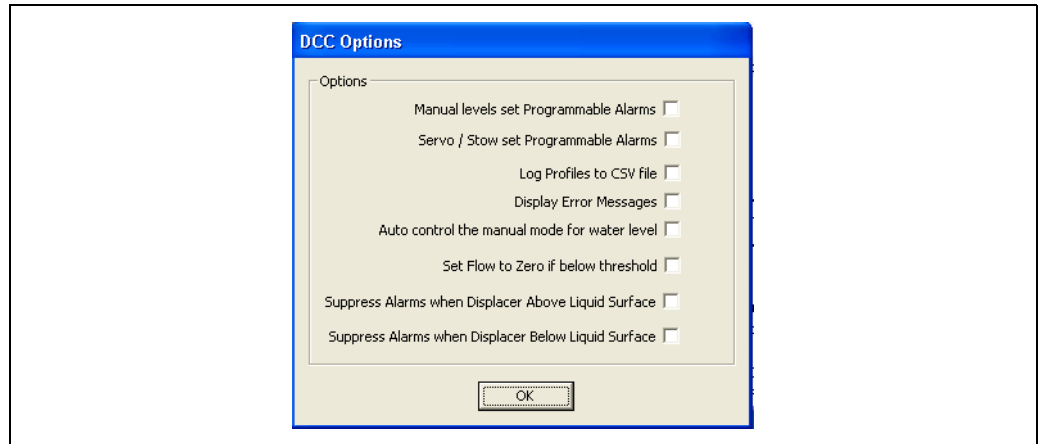 DCC Options
Options
Manual levels set Programmable Alarms
Servo / Stow set Programmable Alarms
Log Profiles to CSV file
Display Error Messages
Auto control the manual mode for water level
Set Flow to Zero if below threshold
Suppress Alarms when Displacer Above Liquid Surface
Suppress Alarms when Displacer Below Liquid Surface
OK